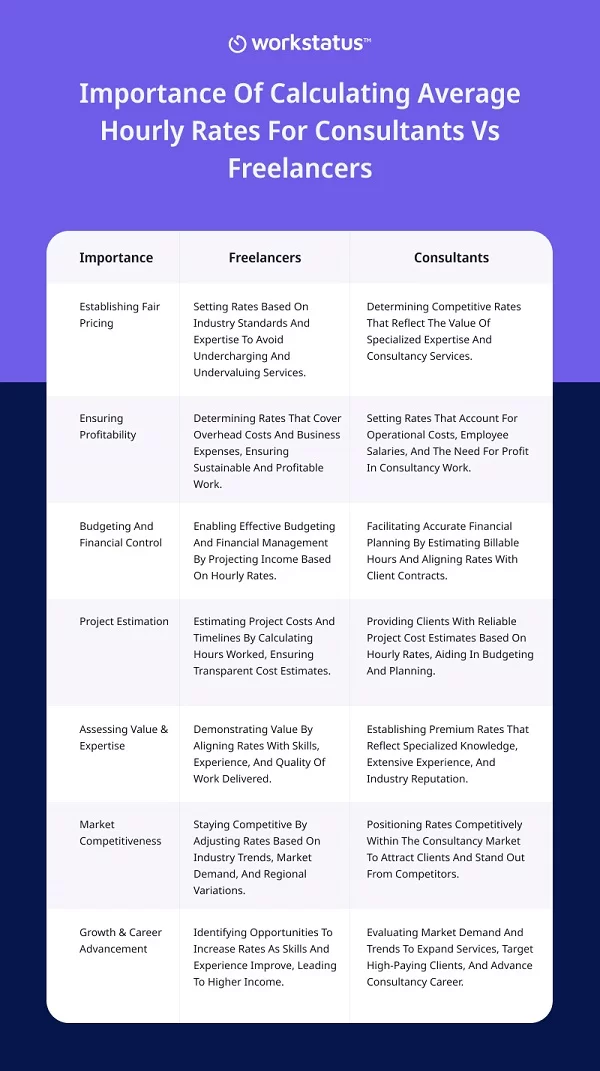 workstatus™
Importance Of Calculating Average
Hourly Rates For Consultants Vs
Freelancers
Importance
Freelancers
Consultants
Establishing Fair
Pricing
Setting Rates Based On
Industry Standards And
Expertise To Avoid
Undercharging And
Undervaluing Services.
Determining Competitive Rates
That Reflect The Value Of
Specialized Expertise And
Consultancy Services.
Ensuring
Profitability
Determining Rates That Cover
Overhead Costs And Business
Expenses, Ensuring
Sustainable And Profitable
Work.
Setting Rates That Account For
Operational Costs, Employee
Salaries, And The Need For Profit
In Consultancy Work.
Budgeting And
Financial Control
Enabling Effective Budgeting
And Financial Management
By Projecting Income Based
On Hourly Rates.
Facilitating Accurate Financial
Planning By Estimating Billable
Hours And Aligning Rates With
Client Contracts.
Project Estimation
Estimating Project Costs And
Timelines By Calculating
Hours Worked, Ensuring
Transparent Cost Estimates.
Providing Clients With Reliable
Project Cost Estimates Based On
Hourly Rates, Aiding In Budgeting
And Planning.
Assessing Value &
Expertise
Demonstrating Value By
Aligning Rates With Skills,
Experience, And Quality Of
Work Delivered.
Establishing Premium Rates That
Reflect Specialized Knowledge,
Extensive Experience, And
Industry Reputation.
Market
Competitiveness
Staying Competitive By
Adjusting Rates Based On
Industry Trends, Market
Demand, And Regional
Variations.
Positioning Rates Competitively
Within The Consultancy Market
To Attract Clients And Stand Out
From Competitors.
Growth & Career
Advancement
Identifying Opportunities To
Increase Rates As Skills And
Experience Improve, Leading
To Higher Income.
Evaluating Market Demand And
Trends To Expand Services, Target
High-Paying Clients, And Advance
Consultancy Career.